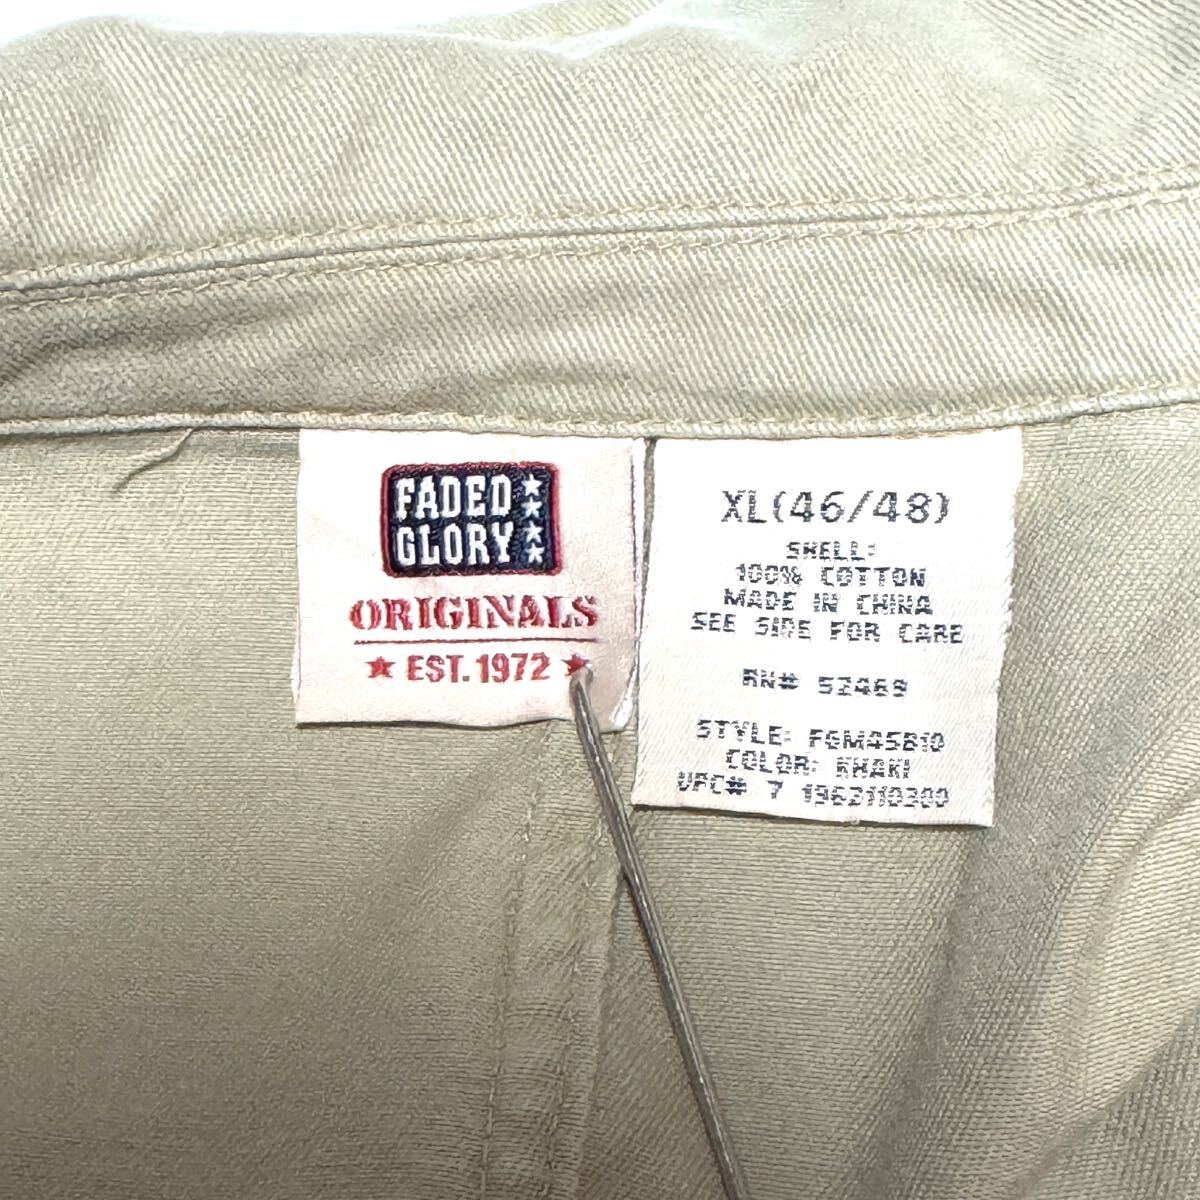 FADED
GLORY
ORIGINALS
EST. 1972
XL(46/48)
SHELL:
100% COTTON
MADE IN CHINA
SEE SIDE FOR CARE
RN# 52469
STYLE: FGM45B10
COLOR: KHAKI
UPC# 7 1963110300